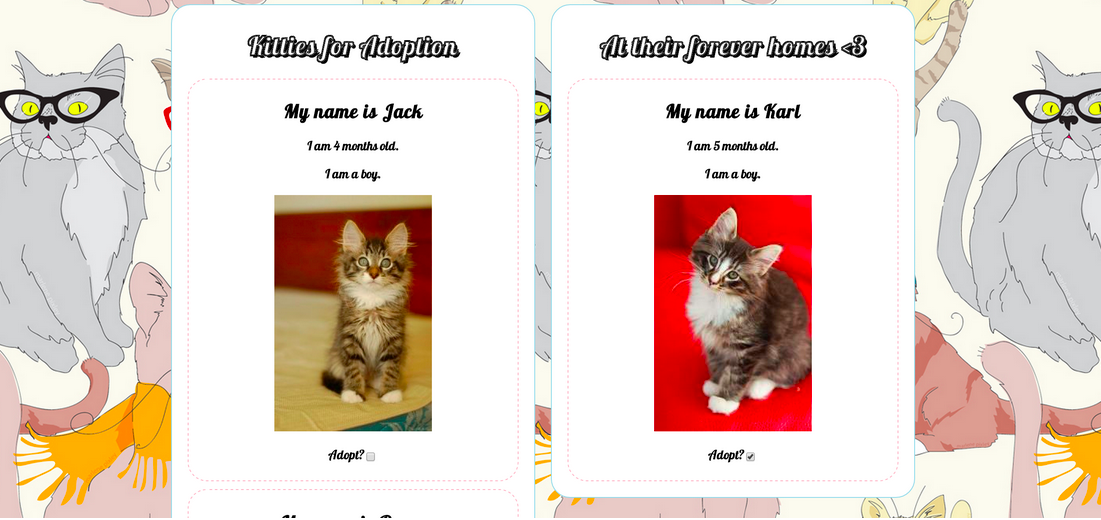 Kitties for Adoption
My name is Jack
I am 4 months old.
I am a boy.
Adopt?
At their forever homes <3
My name is Karl
I am 5 months old.
I am a boy.
Adopt?